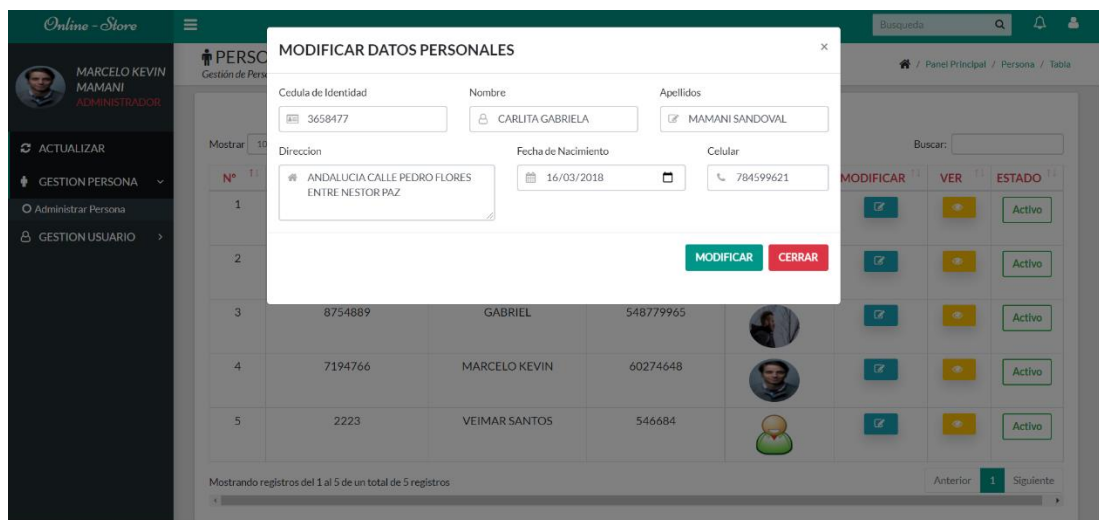 Online - Store
Busqueda
MARCELO KEVIN
MAMANI
ADMINISTRADOR
ACTUALIZAR
GESTION PERSONA
Administrar Persona
GESTION USUARIO
PERSO
Gestión de Perso
/ Panel Principal / Persona / Tabla
MODIFICAR DATOS PERSONALES ×
Cedula de Identidad Nombre Apellidos
3658477 CARLITA GABRIELA MAMANI SANDOVAL
Direccion Fecha de Nacimiento Celular
ANDALUCIA CALLE PEDRO FLORES
ENTRE NESTOR PAZ
16/03/2018 784599621
MODIFICAR CERRAR
Mostrar 10 Buscar:
Nº MODIFICAR VER ESTADO
1 Activo
2 Activo
3 8754889 GABRIEL 548779965 Activo
4 7194766 MARCELO KEVIN 60274648 Activo
5 2223 VEIMAR SANTOS 546684 Activo
Mostrando registros del 1 al 5 de un total de 5 registros
Anterior 1 Siguiente